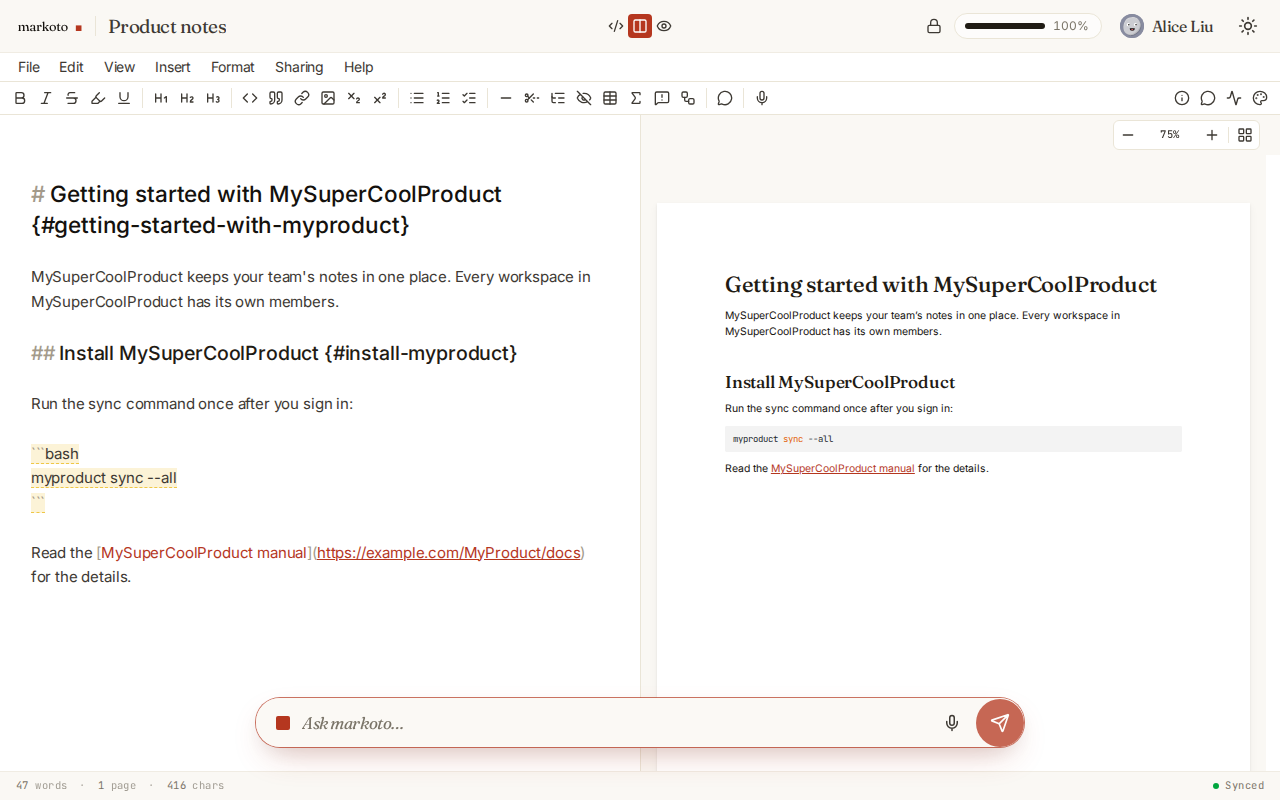 markoto
Product notes
100%
Alice Liu
File Edit View Insert Format Sharing Help
H1 H2 H3
75%
# Getting started with MySuperCoolProduct
{#getting-started-with-myproduct}
MySuperCoolProduct keeps your team's notes in one place. Every workspace in
MySuperCoolProduct has its own members.
## Install MySuperCoolProduct {#install-myproduct}
Run the sync command once after you sign in:
```bash
myproduct sync --all
```
Read the [MySuperCoolProduct manual](https://example.com/MyProduct/docs)
for the details.
Getting started with MySuperCoolProduct
MySuperCoolProduct keeps your team’s notes in one place. Every workspace in
MySuperCoolProduct has its own members.
Install MySuperCoolProduct
Run the sync command once after you sign in:
myproduct sync --all
Read the MySuperCoolProduct manual for the details.
Ask markoto...
47 words · 1 page · 416 chars
Synced